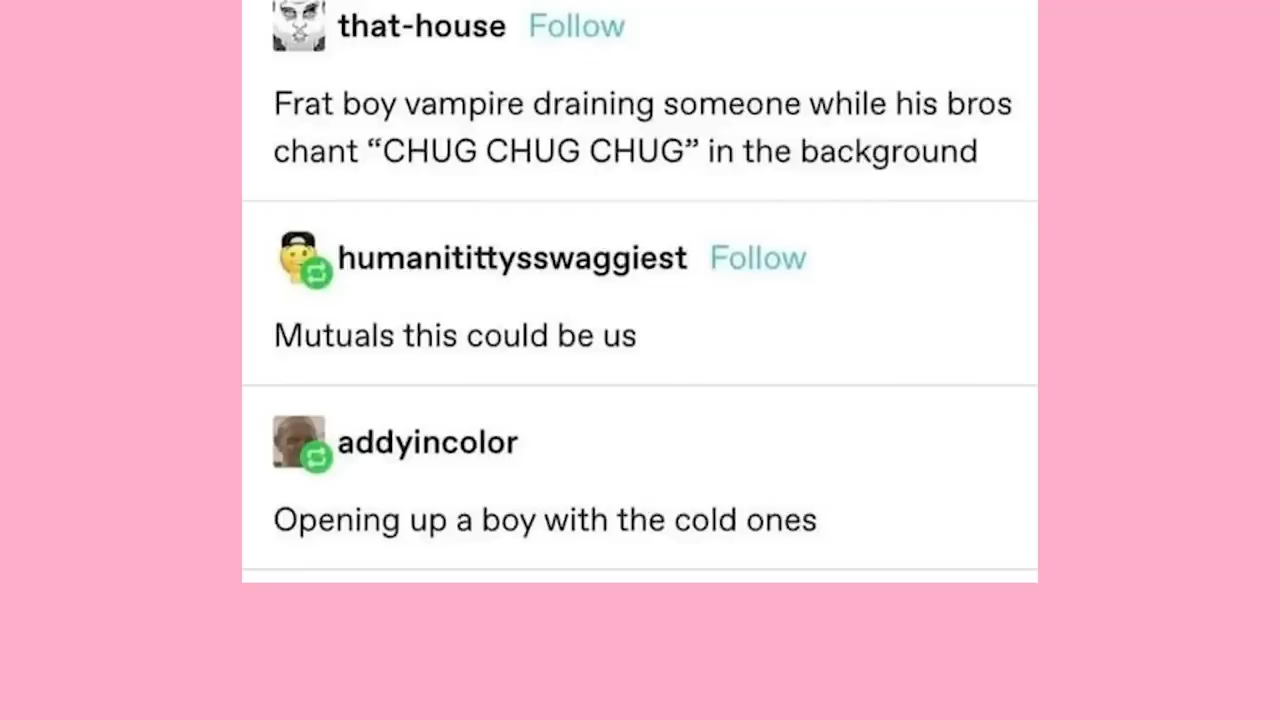 that-house Follow
Frat boy vampire draining someone while his bros
chant “CHUG CHUG CHUG” in the background
humanitittysswaggiest Follow
Mutuals this could be us
addyincolor
Opening up a boy with the cold ones